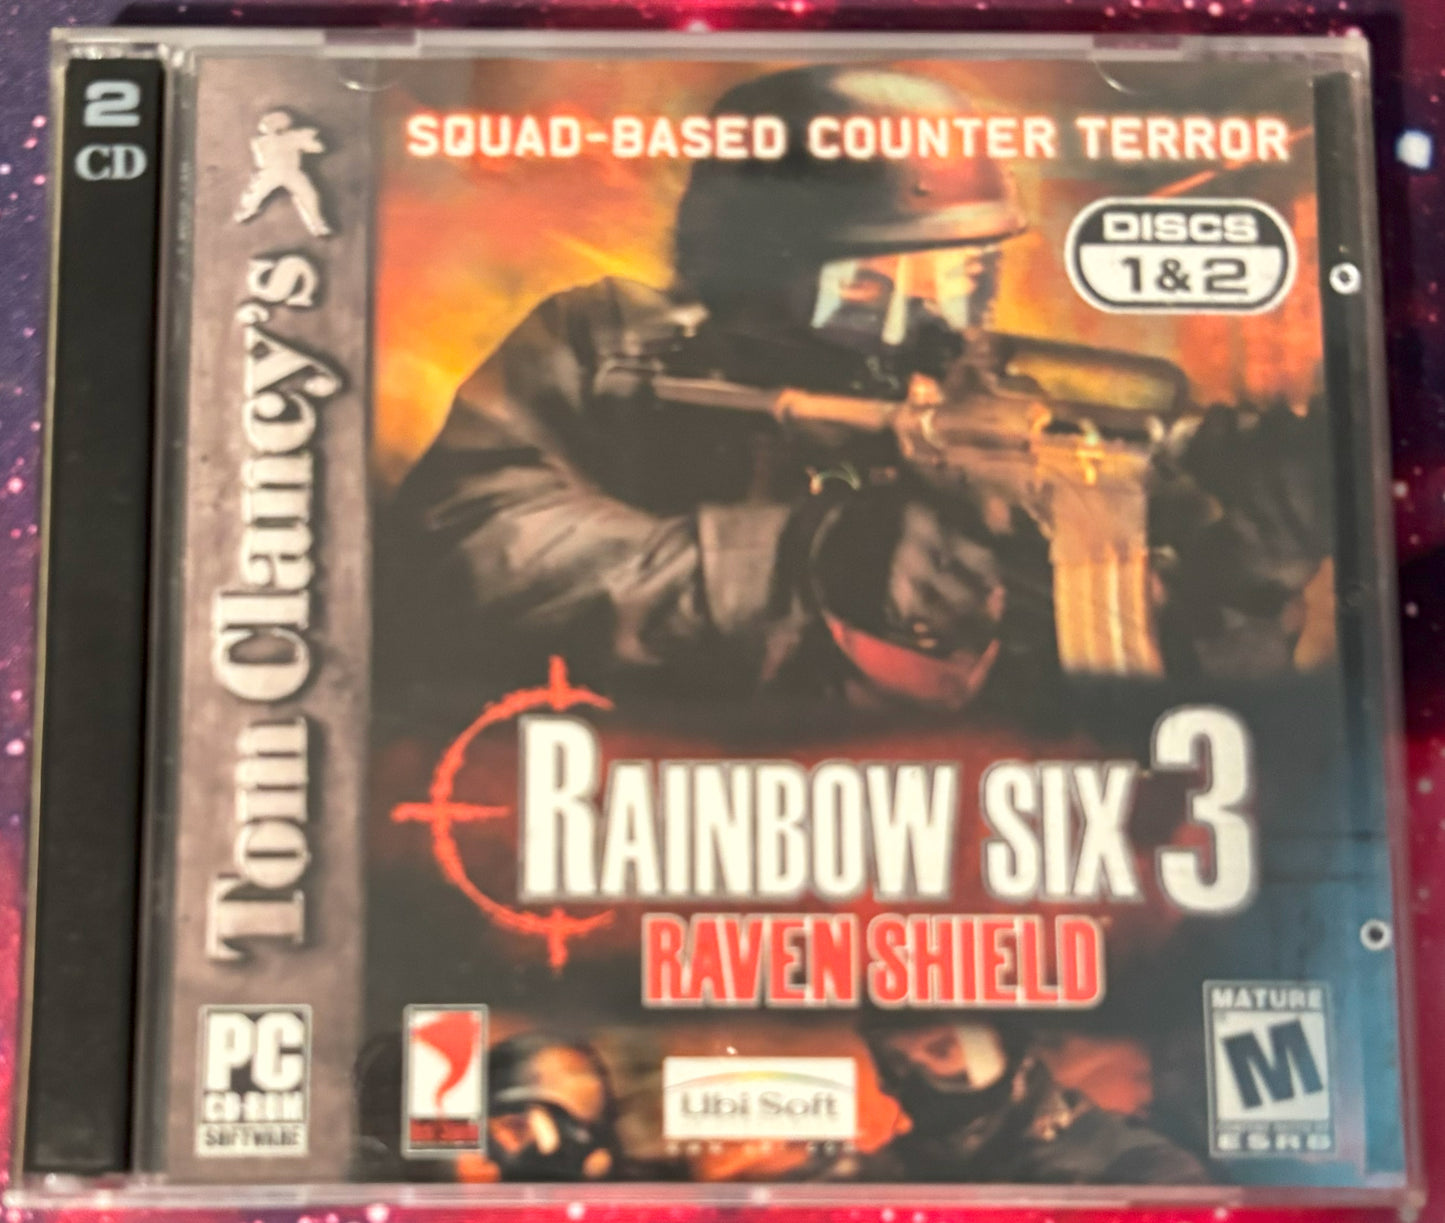 2
CD
Tom Clancy's
SQUAD-BASED COUNTER TERROR
DISCS
1 & 2
RAINBOW SIX 3
RAVEN SHIELD
PC
CD-ROM
SOFTWARE
Ubi Soft
MATURE
M
ESRB